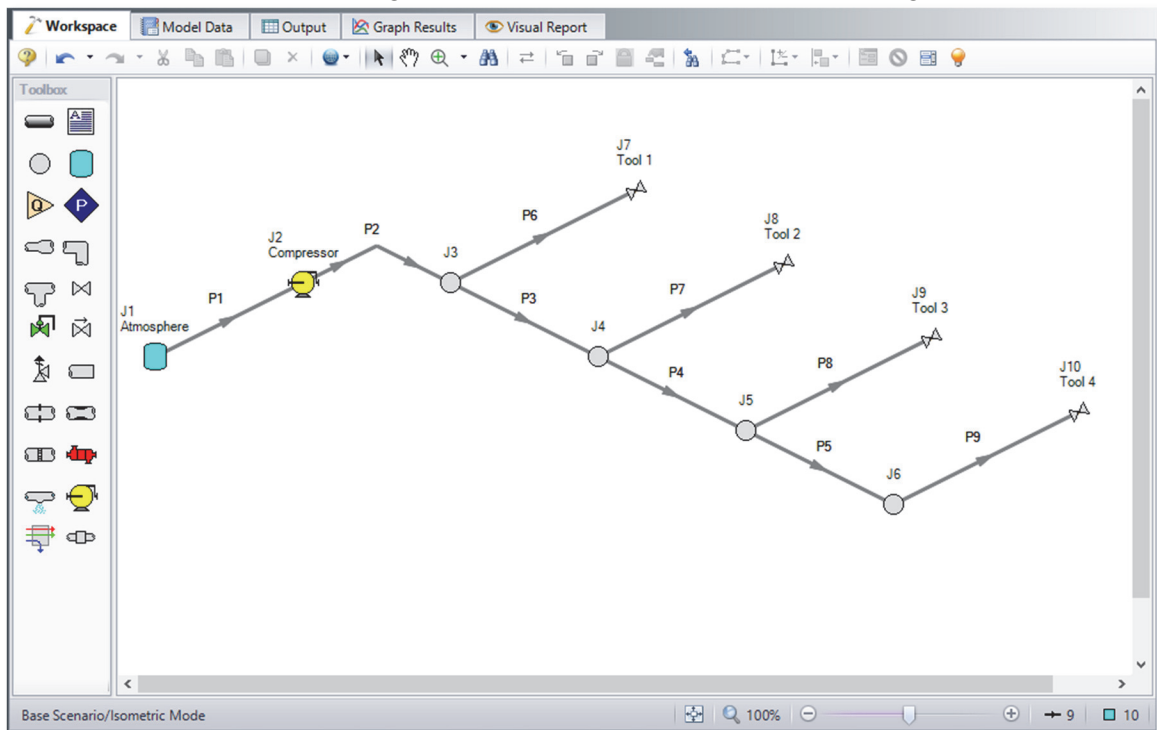 Workspace
Model Data
Output
Graph Results
Visual Report
Toolbox
A
Q
P
J7
Tool 1
P6
J8
Tool 2
J2
Compressor
P2
J3
P7
J9
Tool 3
P1
P3
J1
Atmosphere
J4
P8
J10
Tool 4
P4
J5
P9
P5
J6
Base Scenario/Isometric Mode
100%
9
10